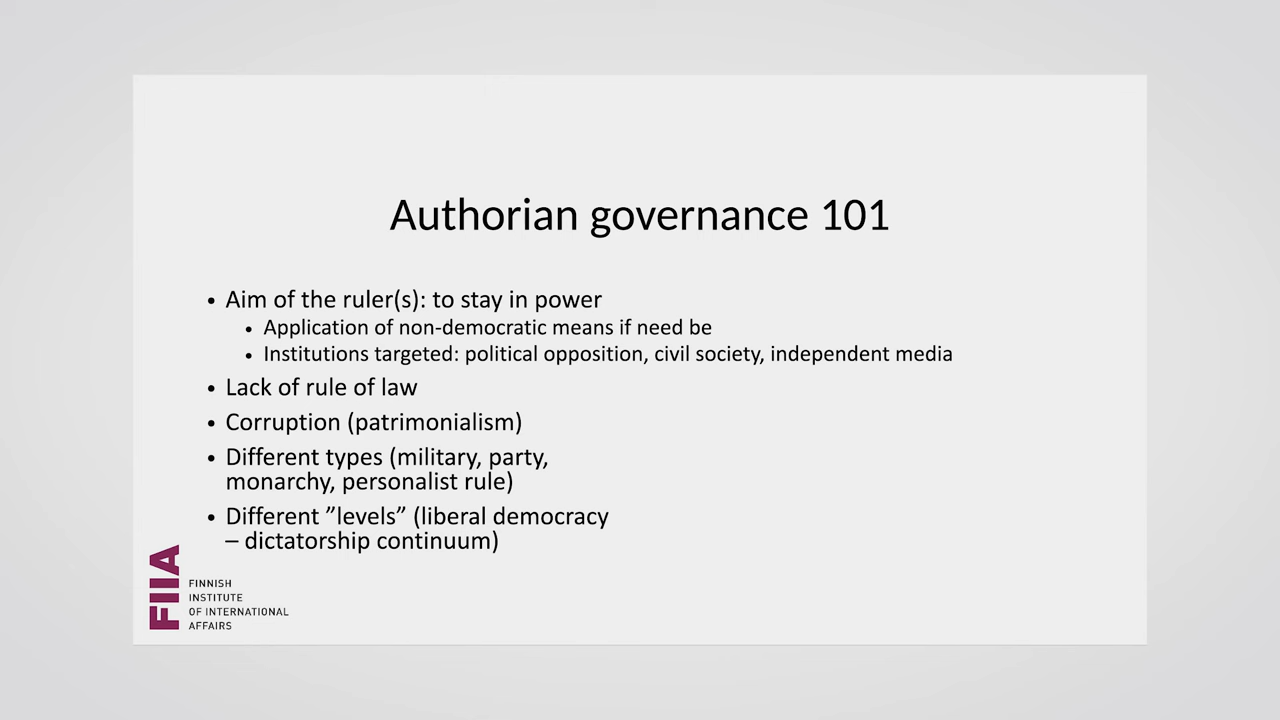 Authorian governance 101
• Aim of the ruler(s): to stay in power
• Application of non-democratic means if need be
• Institutions targeted: political opposition, civil society, independent media
• Lack of rule of law
• Corruption (patrimonialism)
• Different types (military, party,
monarchy, personalist rule)
• Different ”levels” (liberal democracy
– dictatorship continuum)
FIIA
FINNISH
INSTITUTE
OF INTERNATIONAL
AFFAIRS